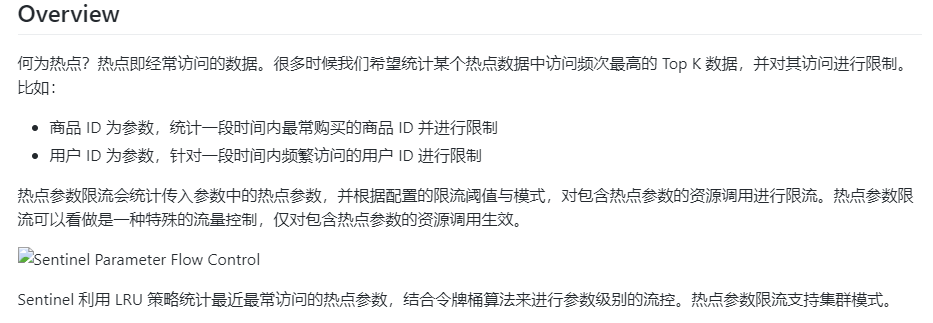 Overview
何为热点？热点即经常访问的数据。很多时候我们希望统计某个热点数据中访问频次最高的 Top K 数据，并对其访问进行限制。
比如：
• 商品 ID 为参数，统计一段时间内最常购买的商品 ID 并进行限制
• 用户 ID 为参数，针对一段时间内频繁访问的用户 ID 进行限制
热点参数限流会统计传入参数中的热点参数，并根据配置的限流阈值与模式，对包含热点参数的资源调用进行限流。热点参数限
流可以看做是一种特殊的流量控制，仅对包含热点参数的资源调用生效。
Sentinel Parameter Flow Control
Sentinel 利用 LRU 策略统计最近最常访问的热点参数，结合令牌桶算法来进行参数级别的流控。热点参数限流支持集群模式。